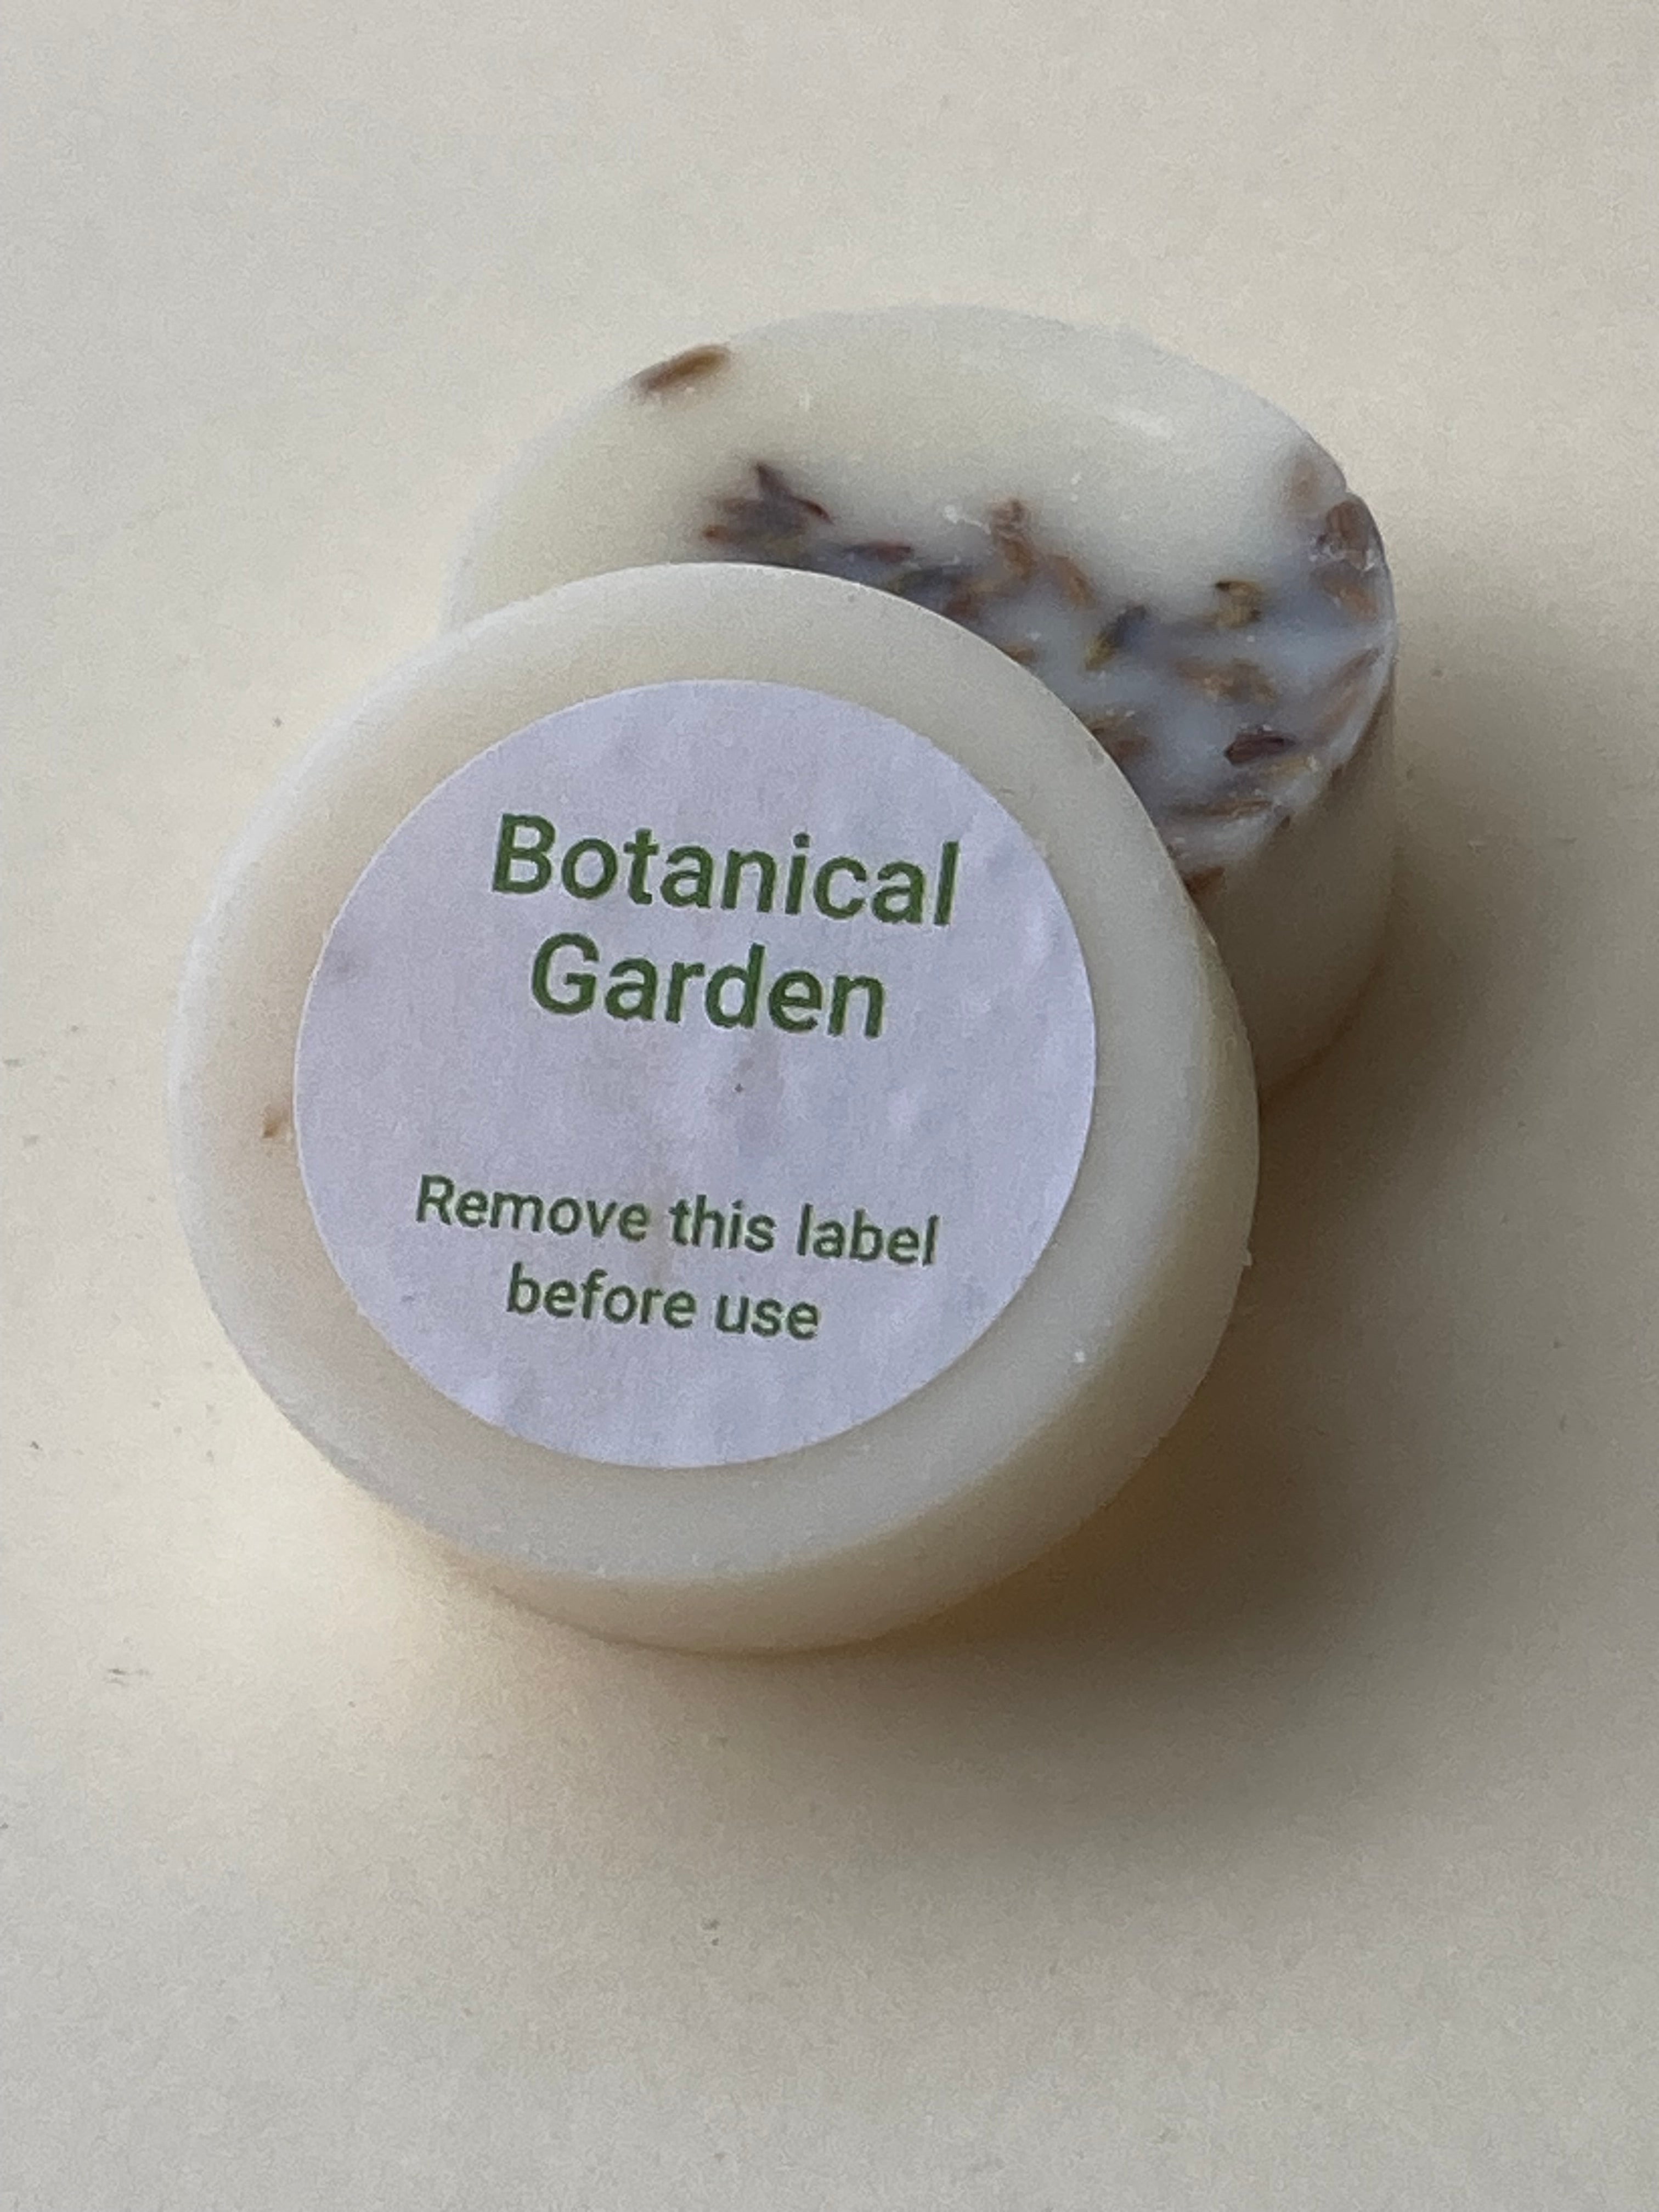 Botanical
Garden
Remove this label
before use